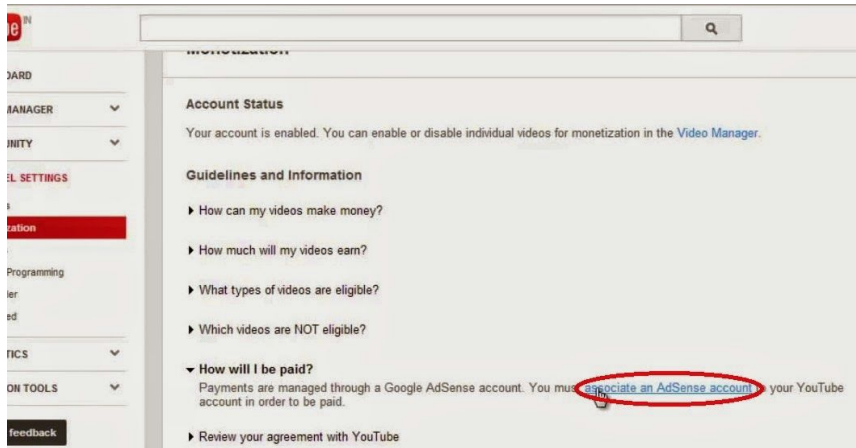 IN
Monetization
Account Status
Your account is enabled. You can enable or disable individual videos for monetization in the Video Manager.
Guidelines and Information
How can my videos make money?
How much will my videos earn?
What types of videos are eligible?
Which videos are NOT eligible?
How will I be paid?
Payments are managed through a Google AdSense account. You mus associate an AdSense account your YouTube
account in order to be paid.
Review your agreement with YouTube
OARD
MANAGER
UNITY
EL SETTINGS
s
zation
Programming
ler
ed
TICS
ON TOOLS
feedback